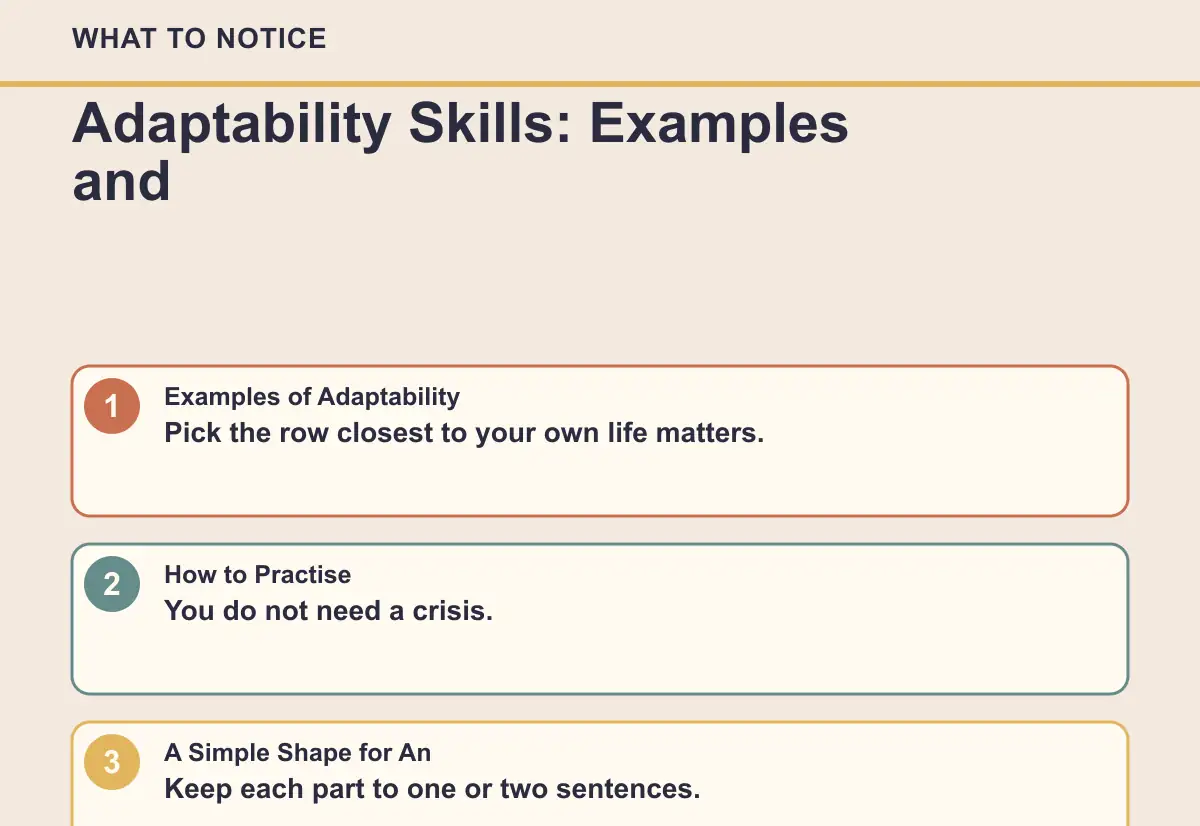 WHAT TO NOTICE
Adaptability Skills: Examples
and
1
Examples of Adaptability
Pick the row closest to your own life matters.
2
How to Practise
You do not need a crisis.
3
A Simple Shape for An
Keep each part to one or two sentences.